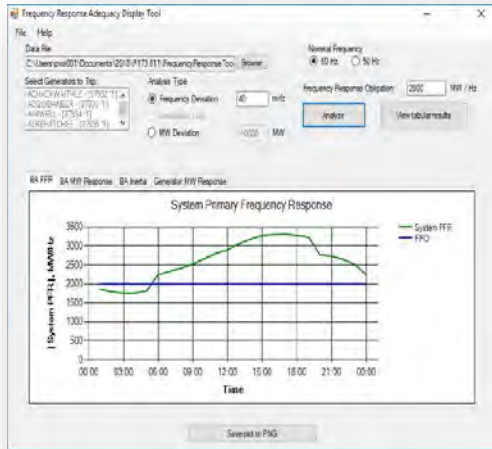 Frequency Response Adequacy Display Tool
File Help
Data File
Nominal Frequency
Browse
60 Hz 50 Hz
Select Generators to Trip:
Analysis Type
Frequency Response Obligation: 2000 MW / Hz
Frequency Deviation 40 mHz
Analyze
View tabular results
MW Deviation MW
BA PFR BA MW Response BA Inertia Generator MW Response
System Primary Frequency Response
System PFR
FRO
| System PFR |, MW/Hz
3500
3000
2500
2000
1500
1000
500
0
00:00 03:00 06:00 09:00 12:00 15:00 18:00 21:00 00:00
Time
Save plot to PNG